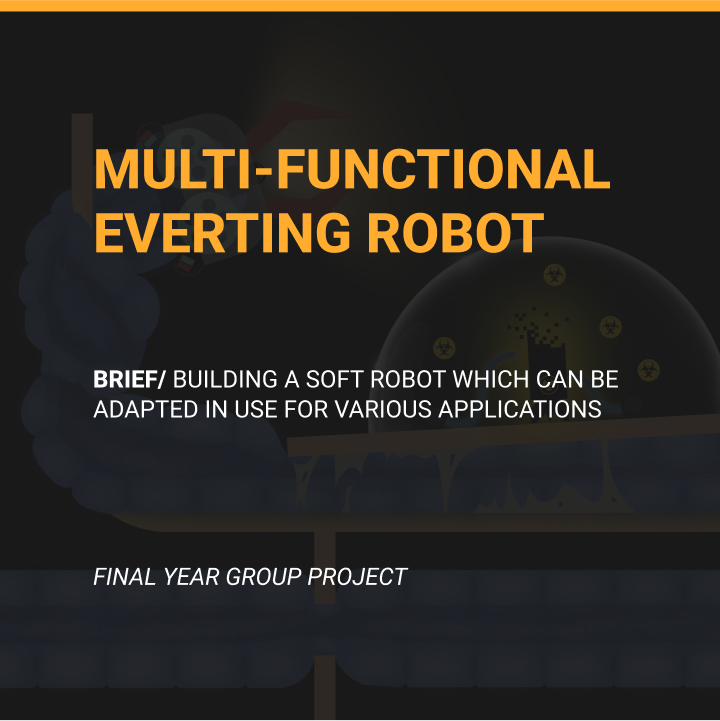 MULTI-FUNCTIONAL
EVERTING ROBOT
BRIEF/ BUILDING A SOFT ROBOT WHICH CAN BE
ADAPTED IN USE FOR VARIOUS APPLICATIONS
FINAL YEAR GROUP PROJECT